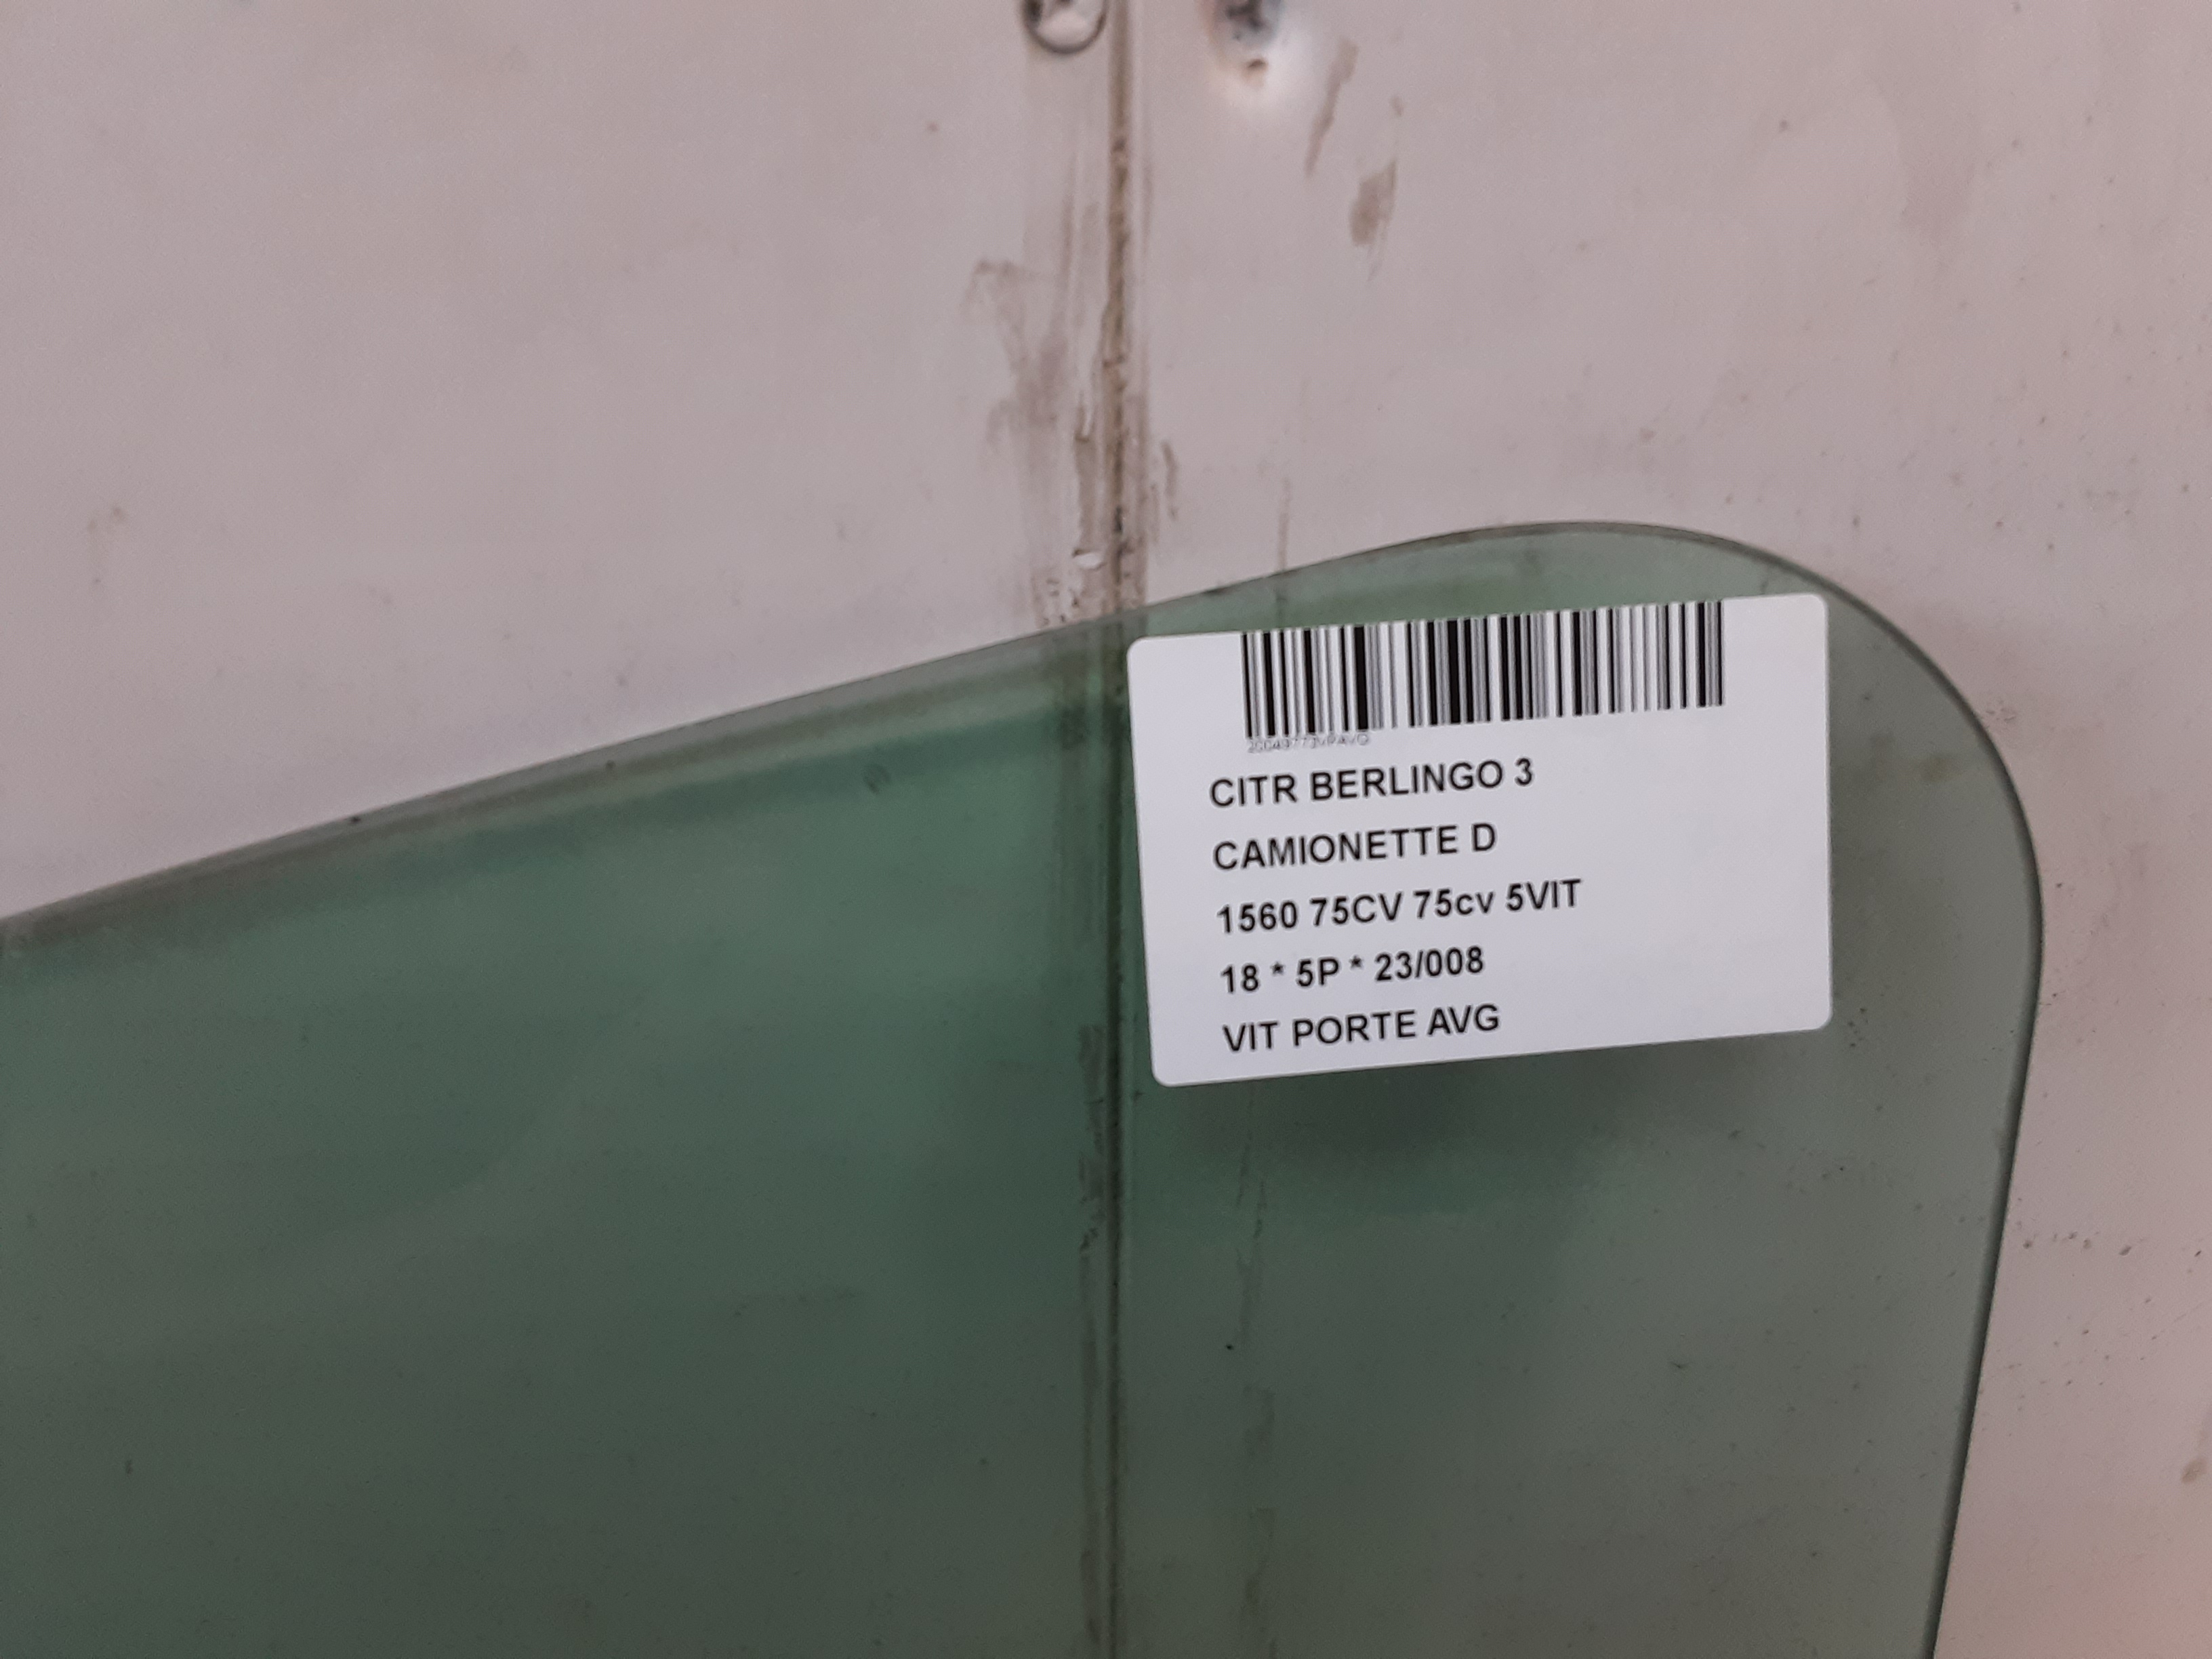 CITR BERLINGO 3
CAMIONETTE D
1560 75CV 75cv 5VIT
18 * 5P * 23/008
VIT PORTE AVG